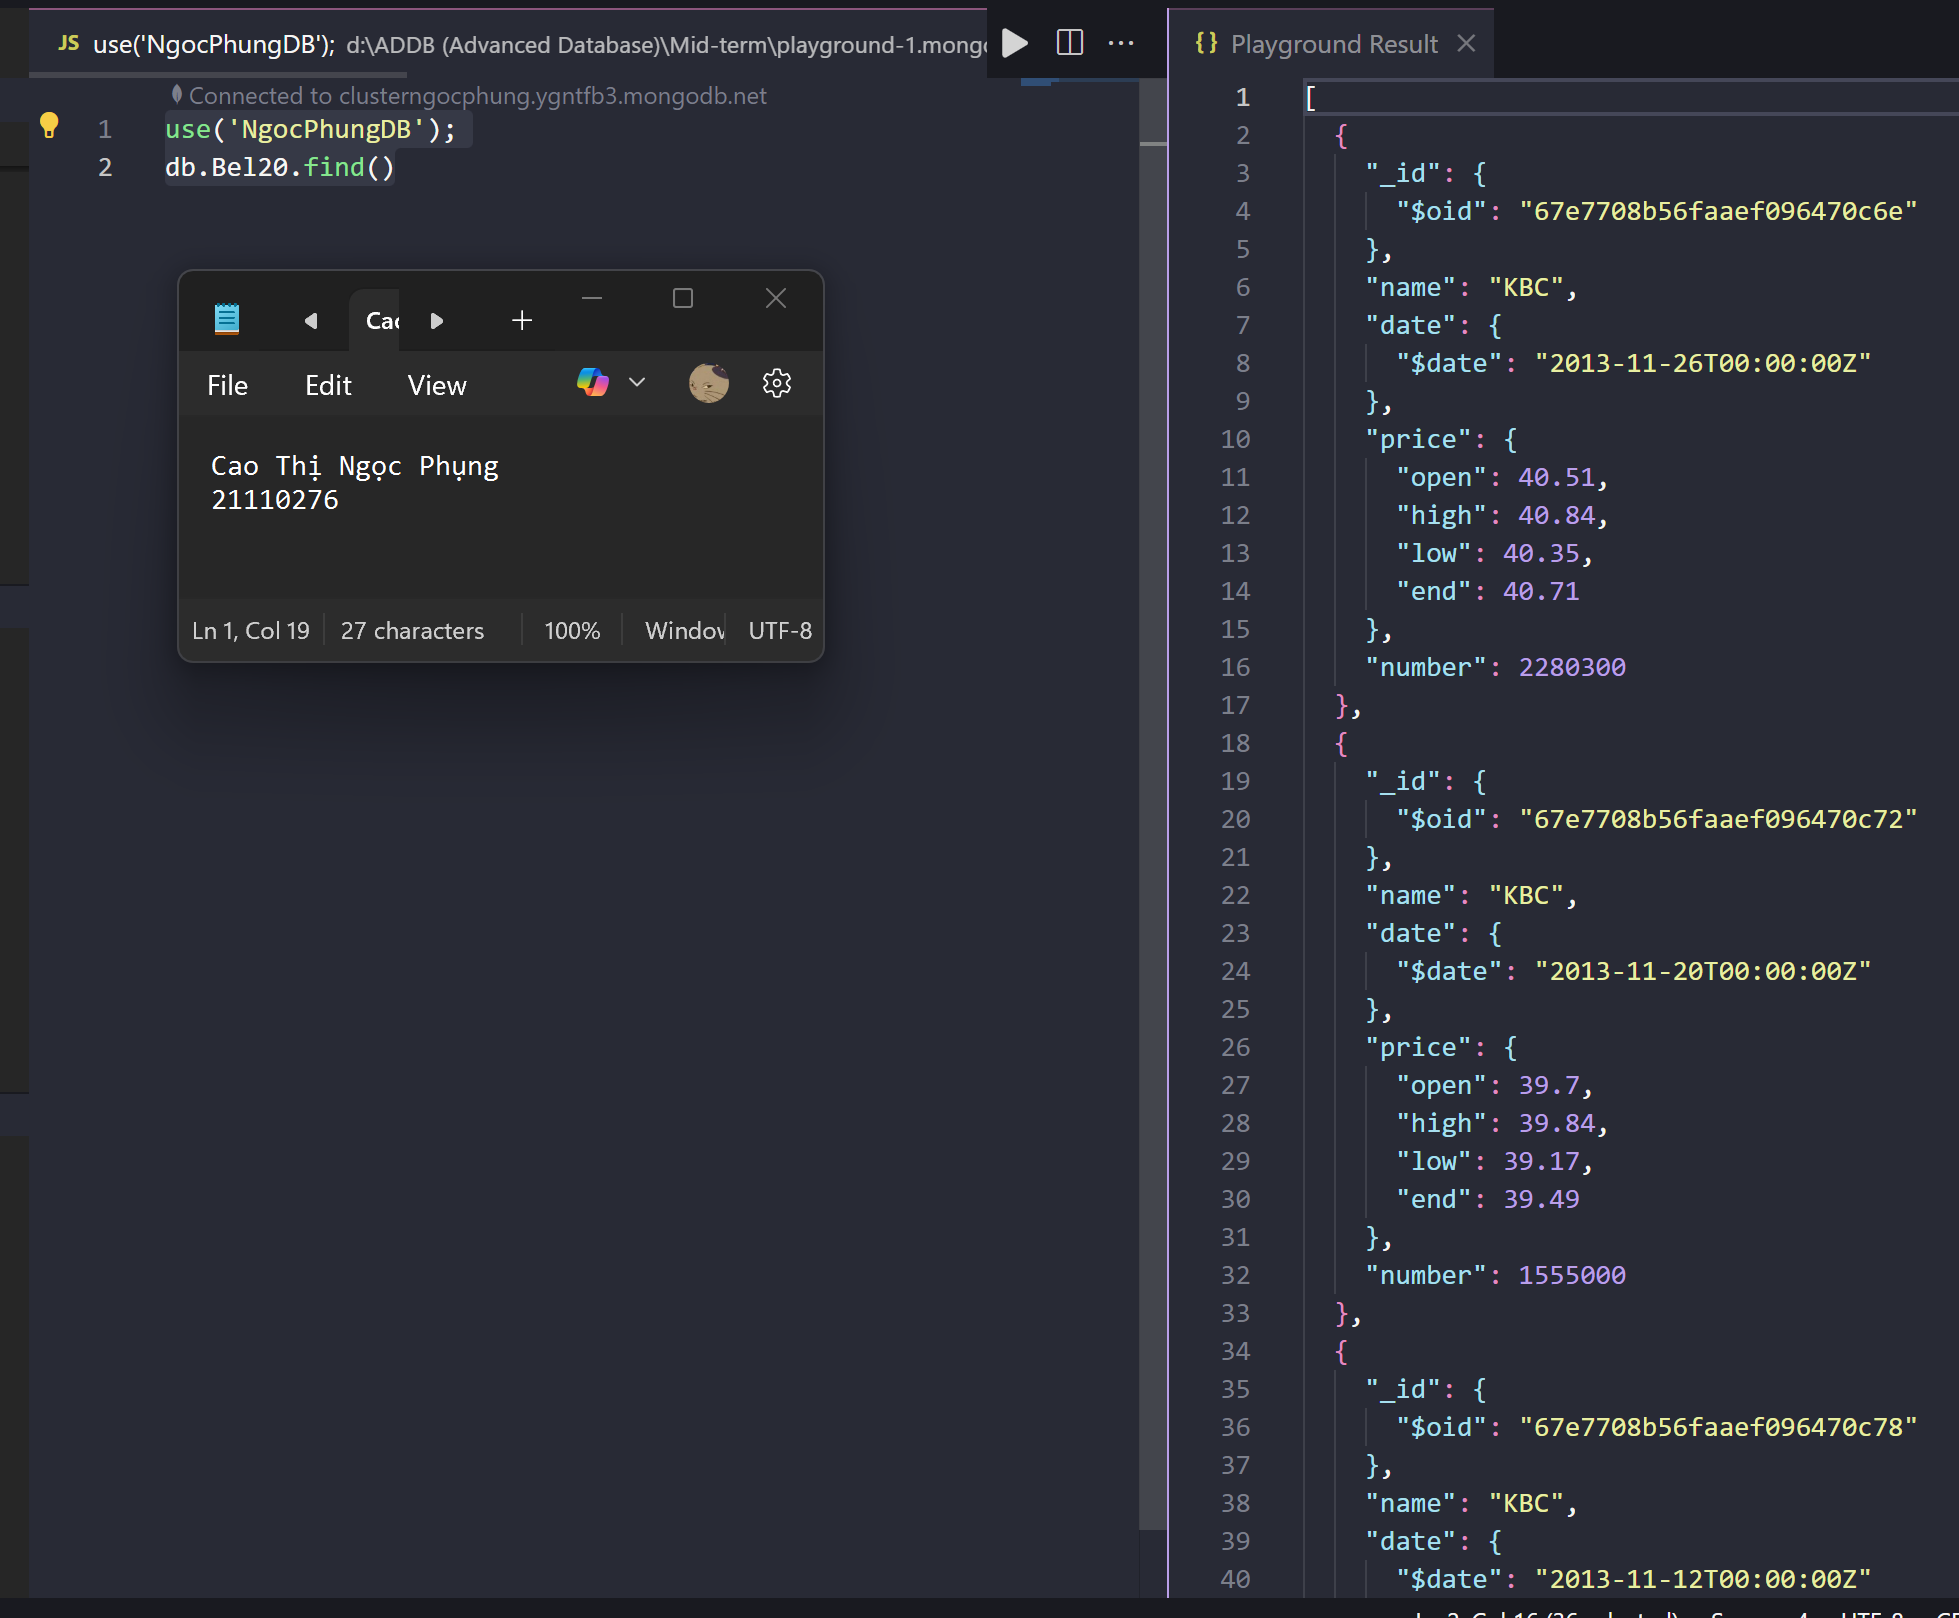 JS use('NgocPhungDB'); d:\ADDB (Advanced Database)\Mid-term\playground-1.mongo
Connected to clusterngocphung.ygntfb3.mongodb.net
1 use('NgocPhungDB');
2 db.Bel20.find()
Cao
File Edit View
Cao Thị Ngọc Phụng
21110276
Ln 1, Col 19 27 characters 100% Window UTF-8
{} Playground Result
1 [
2 {
3 "_id": {
4 "$oid": "67e7708b56faaef096470c6e"
5 },
6 "name": "KBC",
7 "date": {
8 "$date": "2013-11-26T00:00:00Z"
9 },
10 "price": {
11 "open": 40.51,
12 "high": 40.84,
13 "low": 40.35,
14 "end": 40.71
15 },
16 "number": 2280300
17 },
18 {
19 "_id": {
20 "$oid": "67e7708b56faaef096470c72"
21 },
22 "name": "KBC",
23 "date": {
24 "$date": "2013-11-20T00:00:00Z"
25 },
26 "price": {
27 "open": 39.7,
28 "high": 39.84,
29 "low": 39.17,
30 "end": 39.49
31 },
32 "number": 1555000
33 },
34 {
35 "_id": {
36 "$oid": "67e7708b56faaef096470c78"
37 },
38 "name": "KBC",
39 "date": {
40 "$date": "2013-11-12T00:00:00Z"